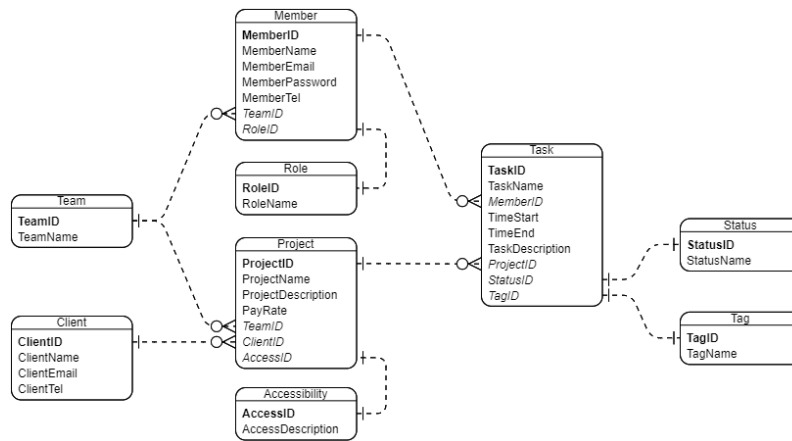 Member
MemberID
MemberName
MemberEmail
MemberPassword
MemberTel
TeamID
RoleID
Role
RoleID
RoleName
Team
TeamID
TeamName
Project
ProjectID
ProjectName
ProjectDescription
PayRate
TeamID
ClientID
AccessID
Client
ClientID
ClientName
ClientEmail
ClientTel
Accessibility
AccessID
AccessDescription
Task
TaskID
TaskName
MemberID
TimeStart
TimeEnd
TaskDescription
ProjectID
StatusID
TagID
Status
StatusID
StatusName
Tag
TagID
TagName